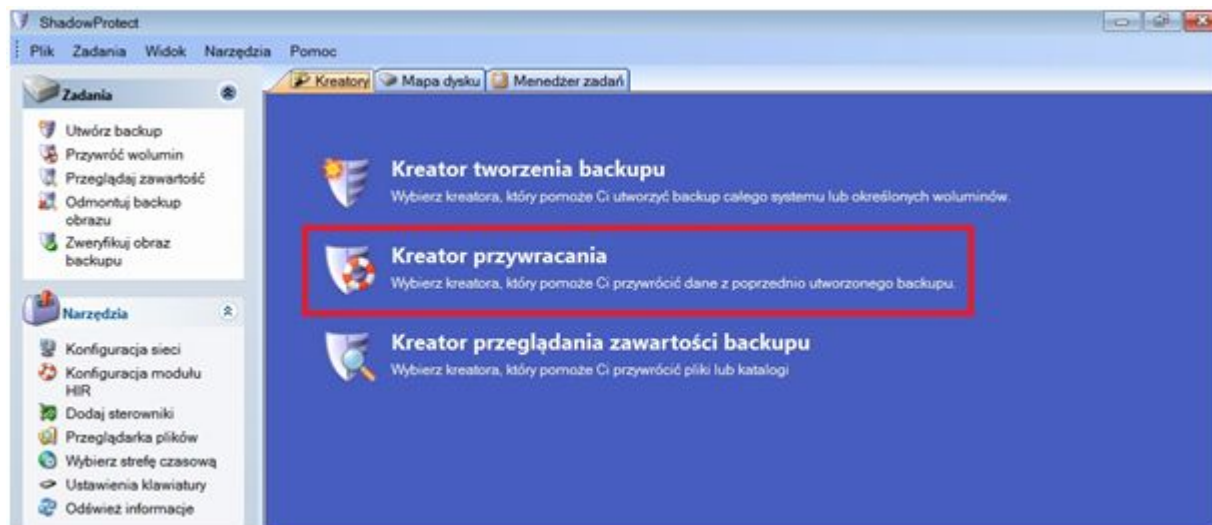 ShadowProtect
Plik Zadania Widok Narzędzia Pomoc
Zadania
Utwórz backup
Przywróć wolumin
Przeglądaj zawartość
Odmontuj backup
obrazu
Zweryfikuj obraz
backupu
Narzędzia
Konfiguracja sieci
Konfiguracja modułu
HIR
Dodaj sterowniki
Przeglądarka plików
Wybierz strefę czasową
Ustawienia klawiatury
Odśwież informacje
Kreatory Mapa dysku Menedżer zadań
Kreator tworzenia backupu
Wybierz kreatora, który pomoże Ci utworzyć backup całego systemu lub określonych woluminów.
Kreator przywracania
Wybierz kreatora, który pomoże Ci przywrócić dane z poprzednio utworzonego backupu.
Kreator przeglądania zawartości backupu
Wybierz kreatora, który pomoże Ci przywrócić pliki lub katalogi